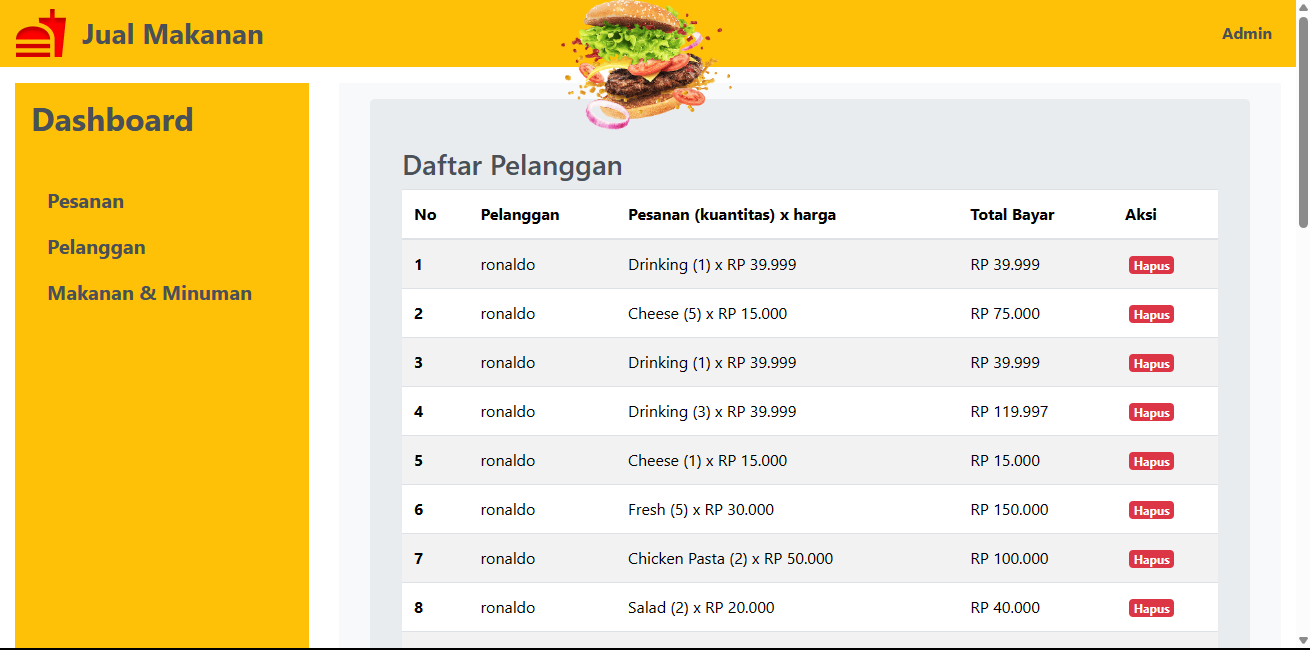 Jual Makanan
Admin
Dashboard
Pesanan
Pelanggan
Makanan & Minuman
Daftar Pelanggan
No Pelanggan Pesanan (kuantitas) x harga Total Bayar Aksi
1 ronaldo Drinking (1) x RP 39.999 RP 39.999 Hapus
2 ronaldo Cheese (5) x RP 15.000 RP 75.000 Hapus
3 ronaldo Drinking (1) x RP 39.999 RP 39.999 Hapus
4 ronaldo Drinking (3) x RP 39.999 RP 119.997 Hapus
5 ronaldo Cheese (1) x RP 15.000 RP 15.000 Hapus
6 ronaldo Fresh (5) x RP 30.000 RP 150.000 Hapus
7 ronaldo Chicken Pasta (2) x RP 50.000 RP 100.000 Hapus
8 ronaldo Salad (2) x RP 20.000 RP 40.000 Hapus